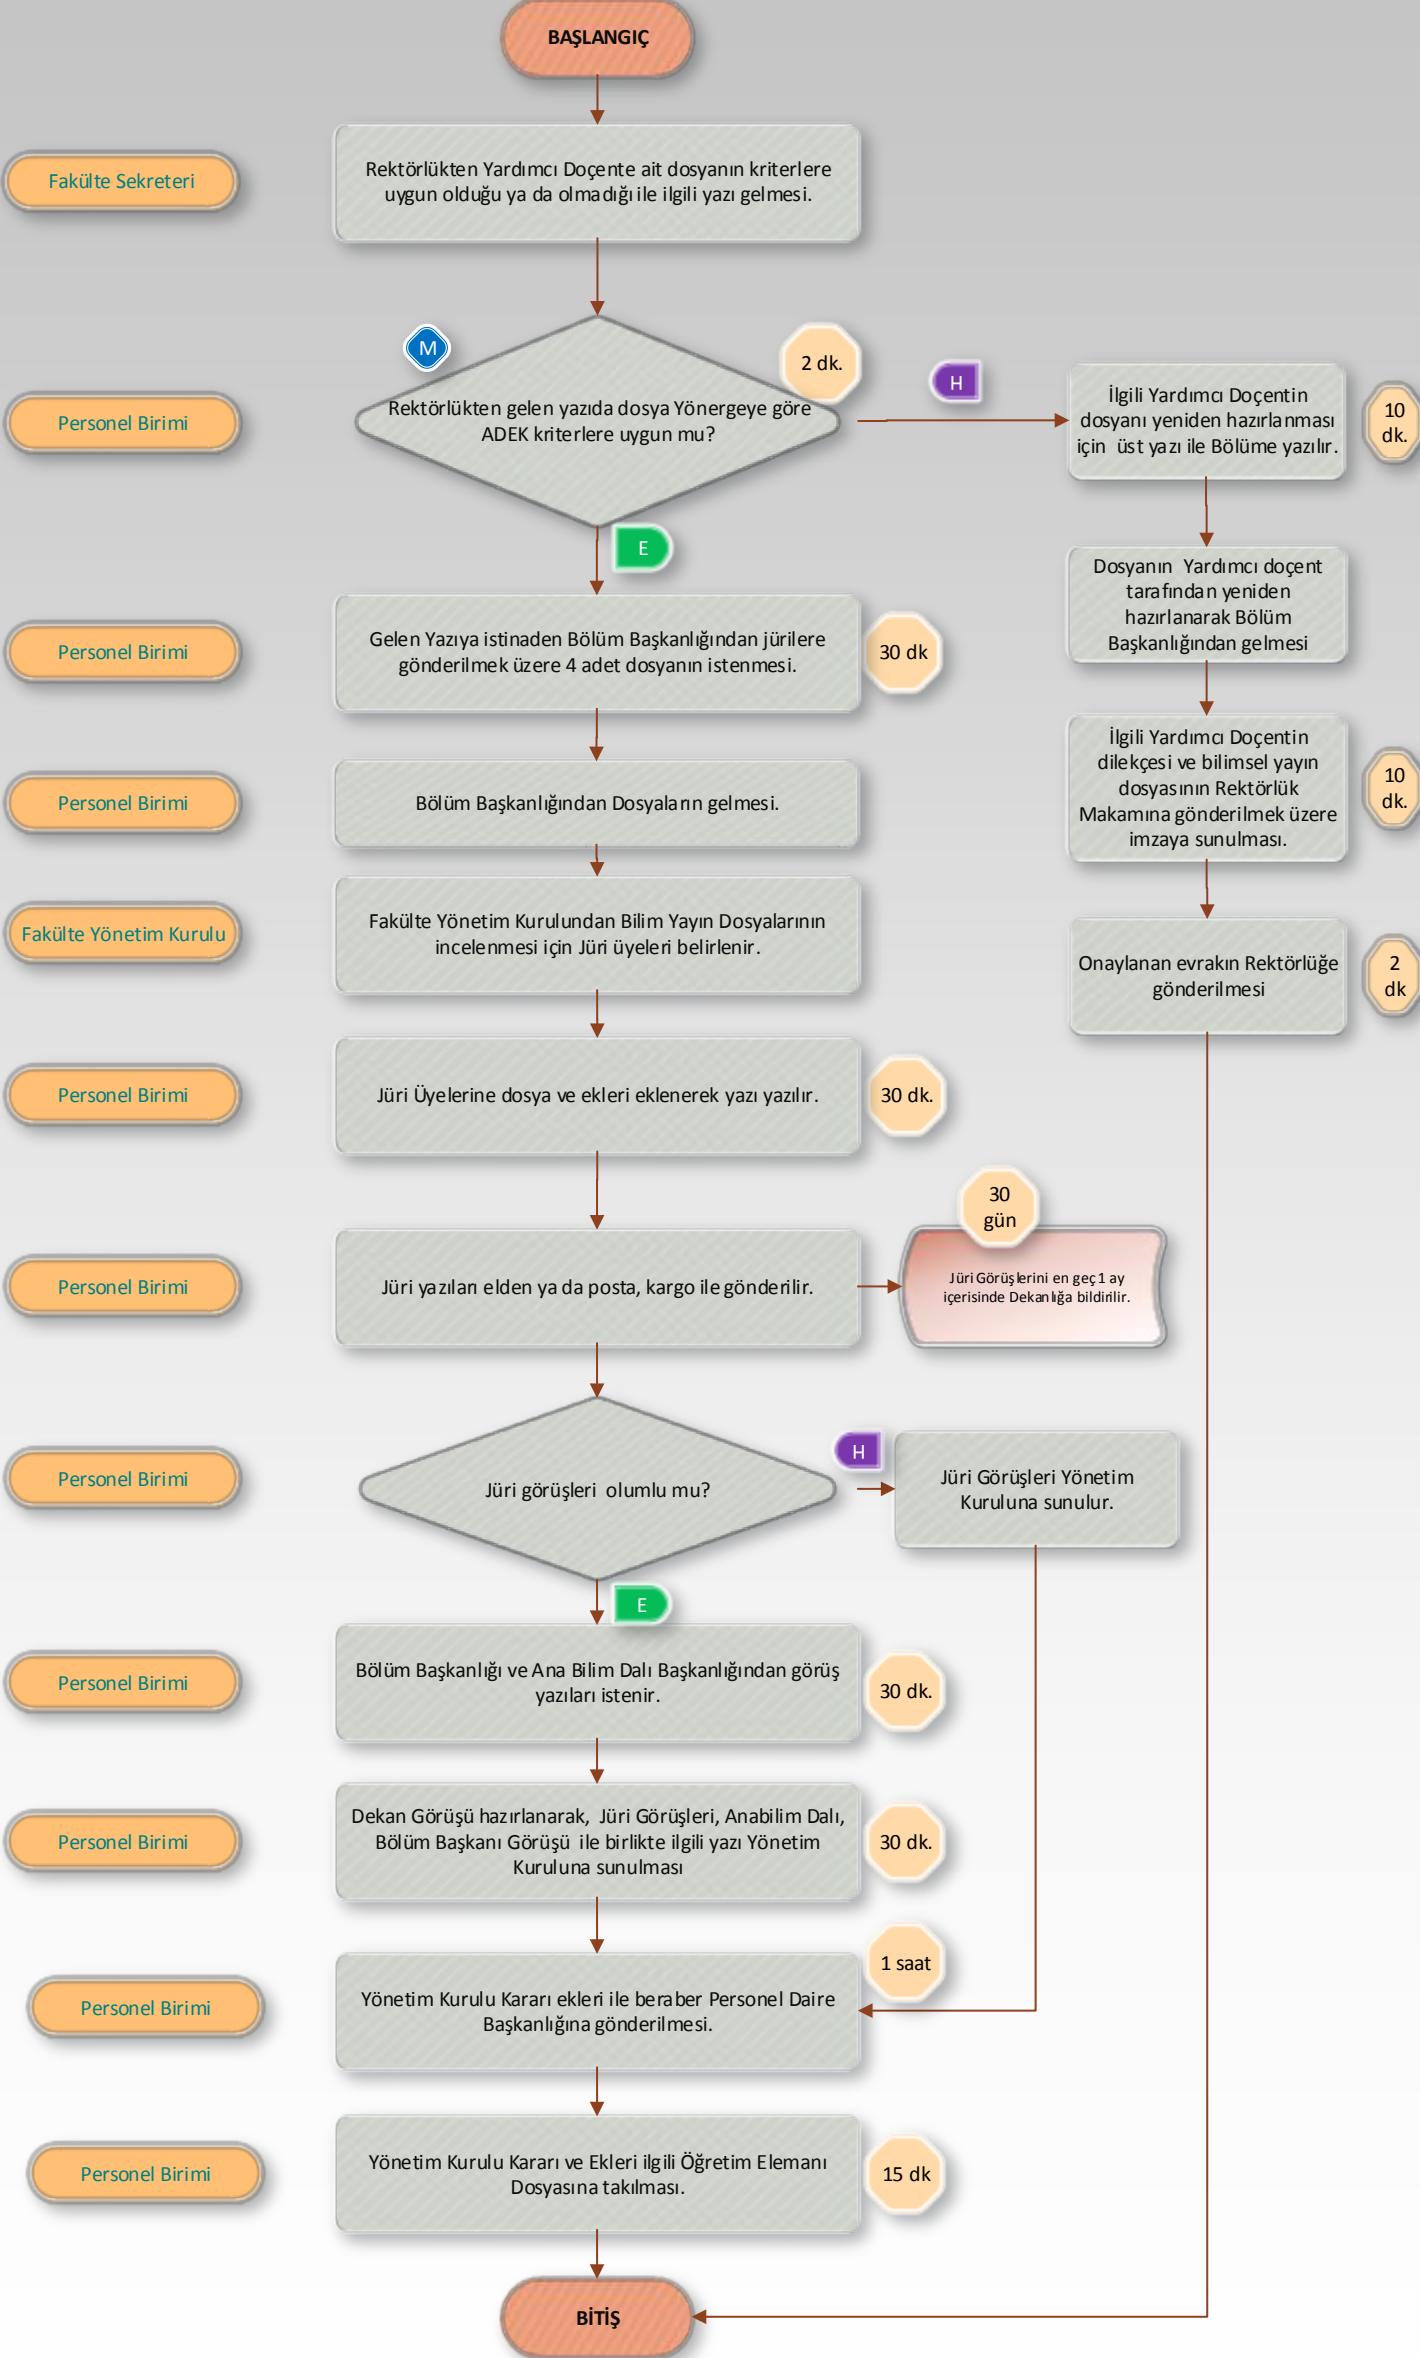 BAŞLANGIÇ
Fakülte Sekreteri
Rektörlükten Yardımcı Doçente ait dosyanın kriterlere
uygun olduğu ya da olmadığı ile ilgili yazı gelmesi.
M
2 dk.
H
Personel Birimi
Rektörlükten gelen yazıda dosya Yönergeye göre
ADEK kriterlere uygun mu?
İlgili Yardımcı Doçentin
dosyanı yeniden hazırlanması
için üst yazı ile Bölüme yazılır.
10
dk.
E
Dosyanın Yardımcı doçent
tarafından yeniden
hazırlanarak Bölüm
Başkanlığından gelmesi
Personel Birimi
Gelen Yazıya istinaden Bölüm Başkanlığından jürilere
gönderilmek üzere 4 adet dosyanın istenmesi.
30 dk
İlgili Yardımcı Doçentin
dilekçesi ve bilimsel yayın
dosyasının Rektörlük
Makamına gönderilmek üzere
imzaya sunulması.
10
dk.
Personel Birimi
Bölüm Başkanlığından Dosyaların gelmesi.
Fakülte Yönetim Kurulu
Fakülte Yönetim Kurulundan Bilim Yayın Dosyalarının
incelenmesi için Jüri üyeleri belirlenir.
Onaylanan evrakın Rektörlüğe
gönderilmesi
2
dk
Personel Birimi
Jüri Üyelerine dosya ve ekleri eklenerek yazı yazılır.
30 dk.
30
gün
Personel Birimi
Jüri yazıları elden ya da posta, kargo ile gönderilir.
Jüri Görüşlerini en geç 1 ay
içerisinde Dekanlığa bildirilir.
H
Personel Birimi
Jüri görüşleri olumlu mu?
Jüri Görüşleri Yönetim
Kuruluna sunulur.
E
Personel Birimi
Bölüm Başkanlığı ve Ana Bilim Dalı Başkanlığından görüş
yazıları istenir.
30 dk.
Personel Birimi
Dekan Görüşü hazırlanarak, Jüri Görüşleri, Anabilim Dalı,
Bölüm Başkanı Görüşü ile birlikte ilgili yazı Yönetim
Kuruluna sunulması
30 dk.
1 saat
Personel Birimi
Yönetim Kurulu Kararı ekleri ile beraber Personel Daire
Başkanlığına gönderilmesi.
Personel Birimi
Yönetim Kurulu Kararı ve Ekleri ilgili Öğretim Elemanı
Dosyasına takılması.
15 dk
BİTİŞ